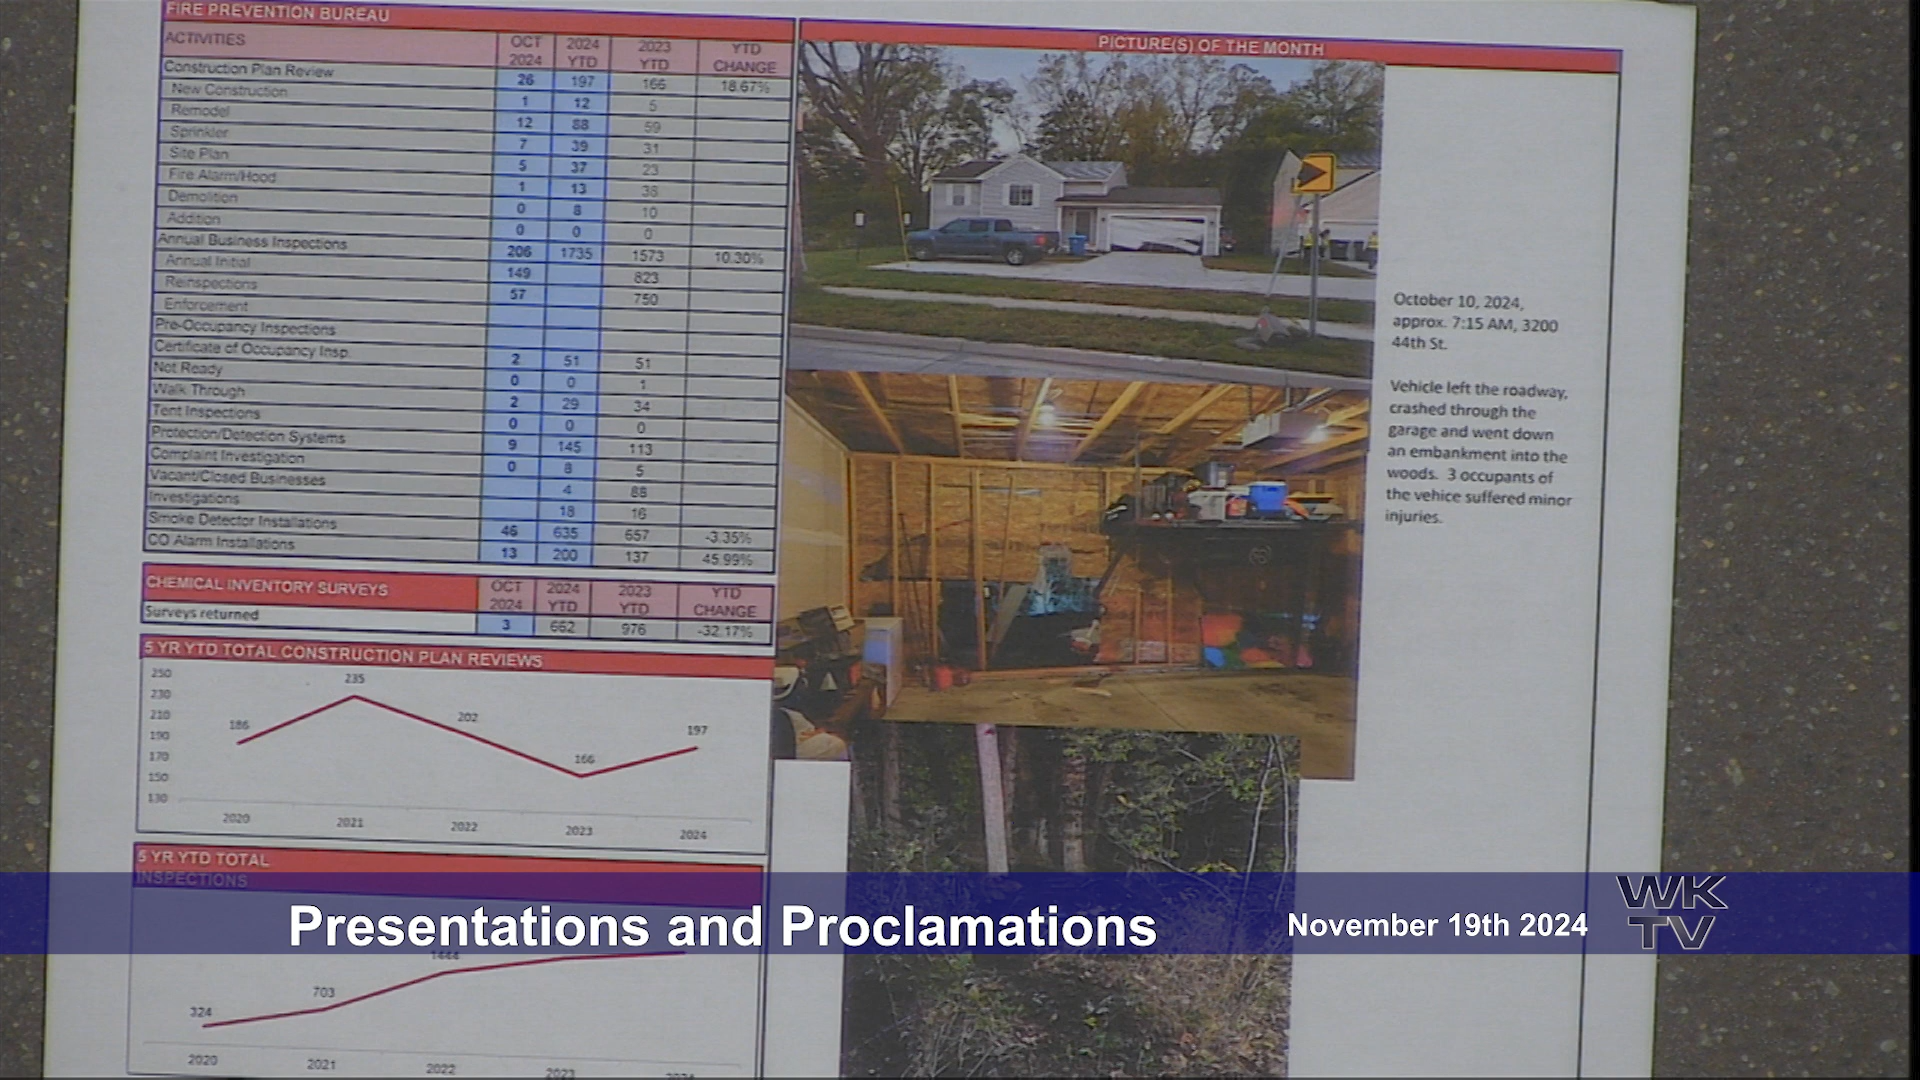 FIRE PREVENTION BUREAU
ACTIVITIES OCT 2024 2024 YTD 2023 YTD YTD CHANGE
Construction Plan Review 26 197 166 18.67%
New Construction 1 12 5
Remodel 12 88 59
Sprinkler 7 39 31
Site Plan 5 37 23
Fire Alarm/Hood 1 13 38
Demolition 0 8 10
Addition 0 0 0
Annual Business Inspections 206 1735 1573 10.30%
Annual Initial 149 823
Reinspections 57 750
Enforcement
Pre-Occupancy Inspections
Certificate of Occupancy Insp. 2 51 51
Not Ready 0 0 1
Walk Through 2 29 34
Tent Inspections 0 0 0
Protection/Detection Systems 9 145 113
Complaint Investigation 0 8 5
Vacant/Closed Businesses 4 88
Investigations 18 16
Smoke Detector Installations 46 635 657 -3.35%
CO Alarm Installations 13 200 137 45.99%
CHEMICAL INVENTORY SURVEYS OCT 2024 2024 YTD 2023 YTD YTD CHANGE
Surveys returned 3 662 976 -32.17%
5 YR YTD TOTAL CONSTRUCTION PLAN REVIEWS
250
230
210
190
170
150
130
186 235 202 166 197
2020 2021 2022 2023 2024
5 YR YTD TOTAL
INSPECTIONS
324 703 1444
2020 2021 2022 2023 2024
PICTURE(S) OF THE MONTH
October 10, 2024,
approx. 7:15 AM, 3200
44th St.
Vehicle left the roadway,
crashed through the
garage and went down
an embankment into the
woods. 3 occupants of
the vehice suffered minor
injuries.
Presentations and Proclamations
November 19th 2024
WK
TV